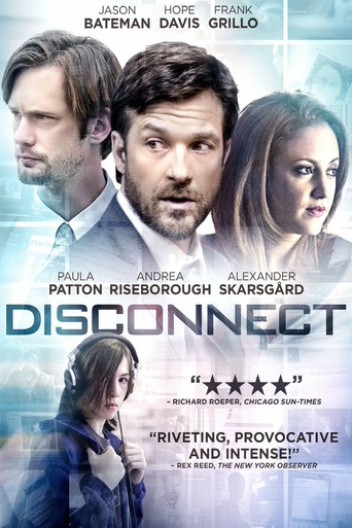 JASON HOPE FRANK
BATEMAN DAVIS GRILLO
PAULA ANDREA ALEXANDER
PATTON RISEBOROUGH SKARSGÅRD
DISCONNECT
"★★★★"
– RICHARD ROEPER, CHICAGO SUN-TIMES
"RIVETING, PROVOCATIVE
AND INTENSE!"
– REX REED, THE NEW YORK OBSERVER